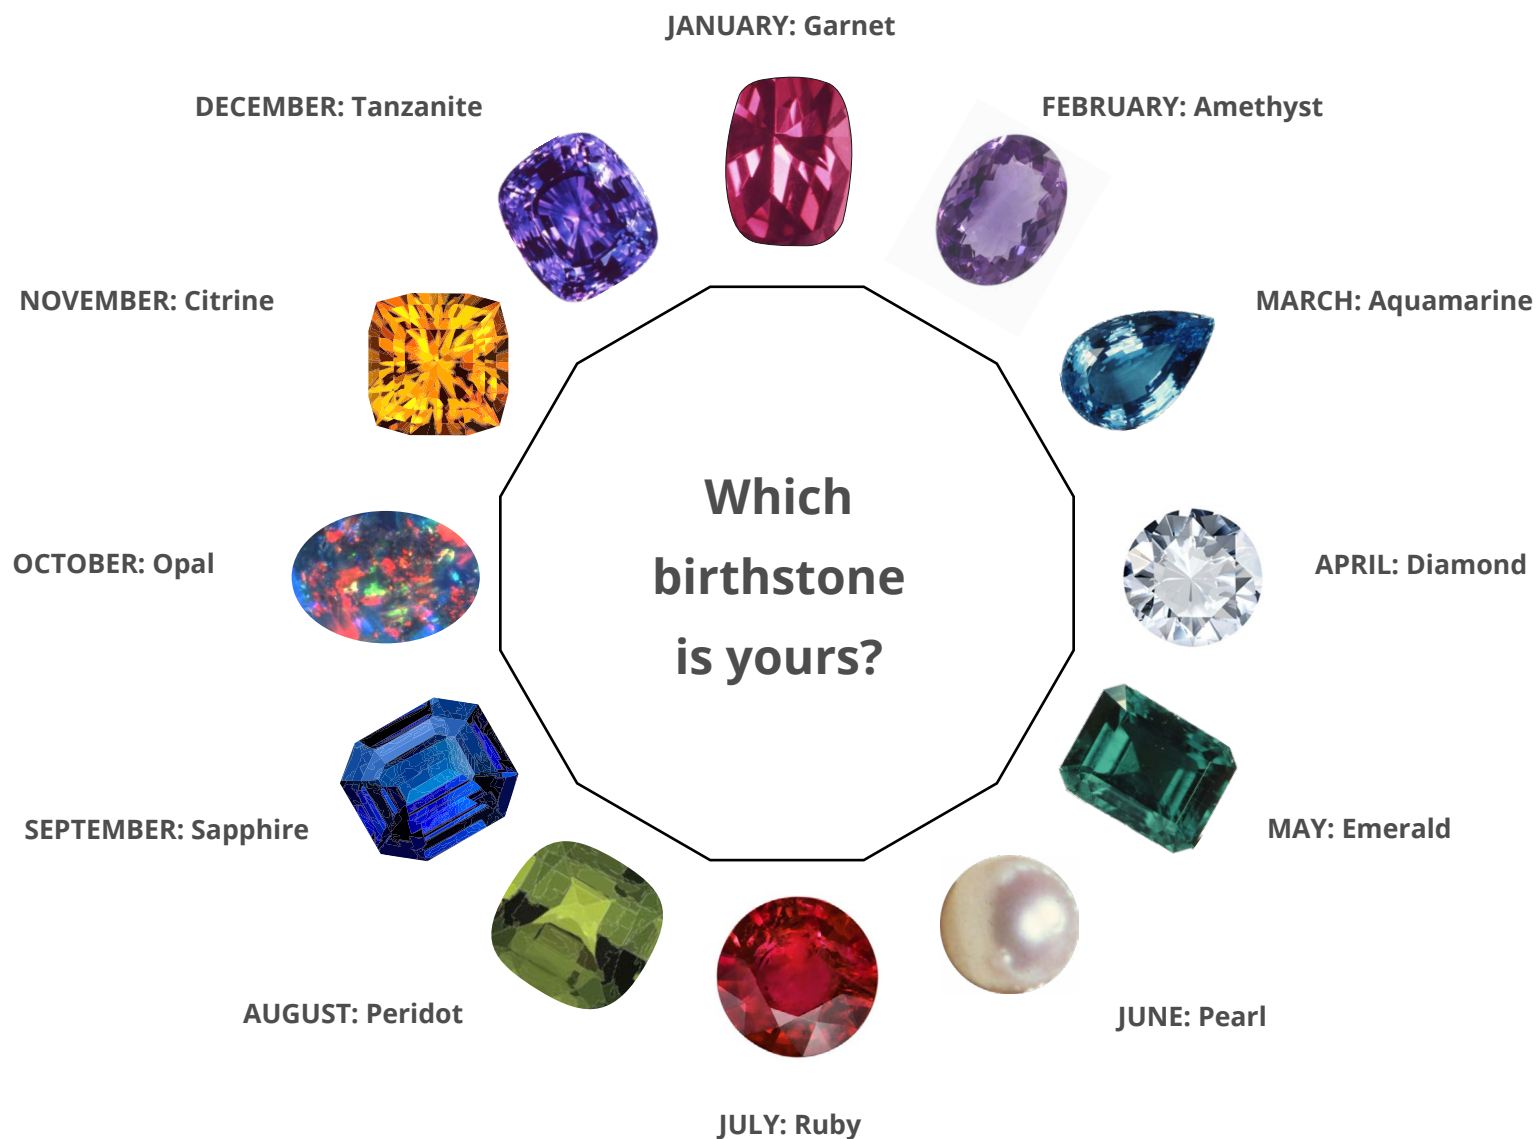 JANUARY: Garnet
DECEMBER: Tanzanite
FEBRUARY: Amethyst
NOVEMBER: Citrine
MARCH: Aquamarine
Which
birthstone
is yours?
OCTOBER: Opal
APRIL: Diamond
SEPTEMBER: Sapphire
MAY: Emerald
AUGUST: Peridot
JUNE: Pearl
JULY: Ruby